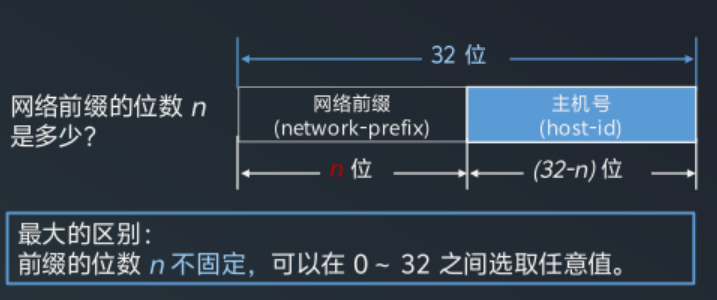 32 位
网络前缀的位数 n
是多少？
网络前缀
(network-prefix)
主机号
(host-id)
n 位
(32-n) 位
最大的区别：
前缀的位数 n 不固定，可以在 0 ~ 32 之间选取任意值。